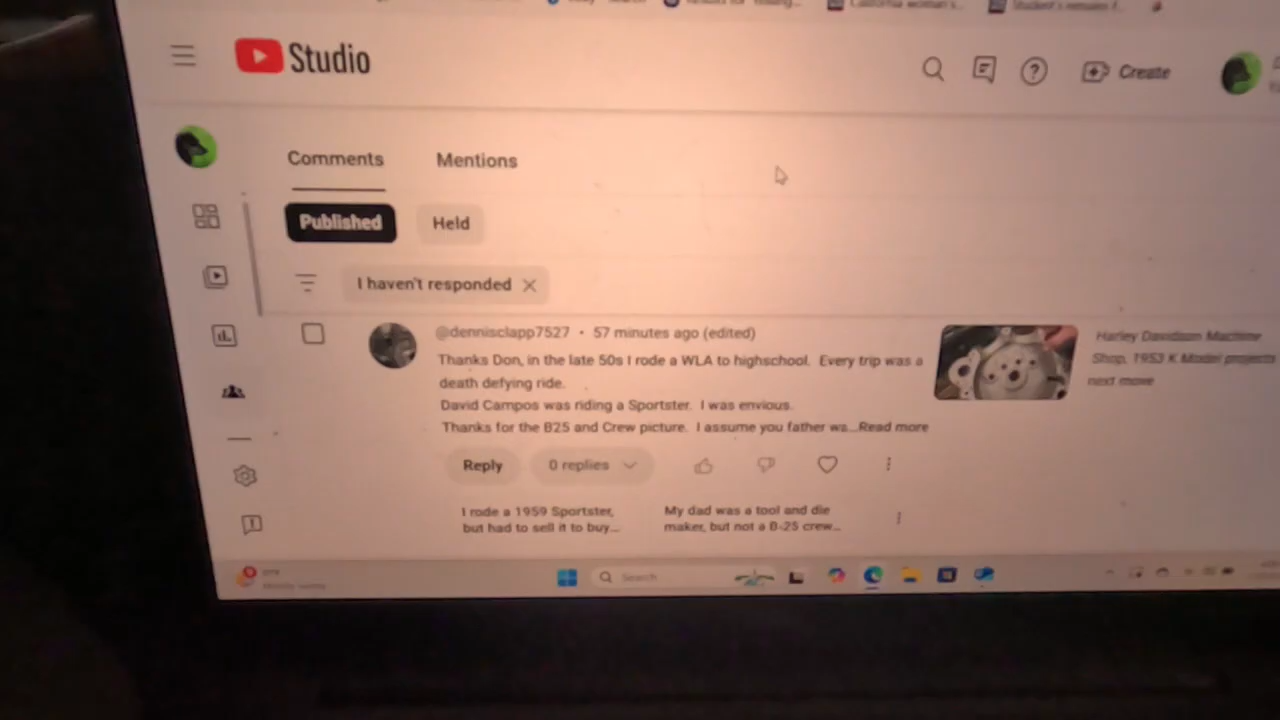 California woman's
Studio
Create
Comments
Mentions
Published
Held
I haven't responded
@dennisclapp7527 • 57 minutes ago (edited)
Thanks Don, in the late 50s I rode a WLA to highschool. Every trip was a
death defying ride.
David Campos was riding a Sportster. I was envious.
Thanks for the B25 and Crew picture. I assume you father wa...Read more
Harley Davidson Machine
Shop, 1953 K Model projects
next move
Reply
0 replies
I rode a 1959 Sportster,
but had to sell it to buy...
My dad was a tool and die
maker, but not a B-25 crew...
Search